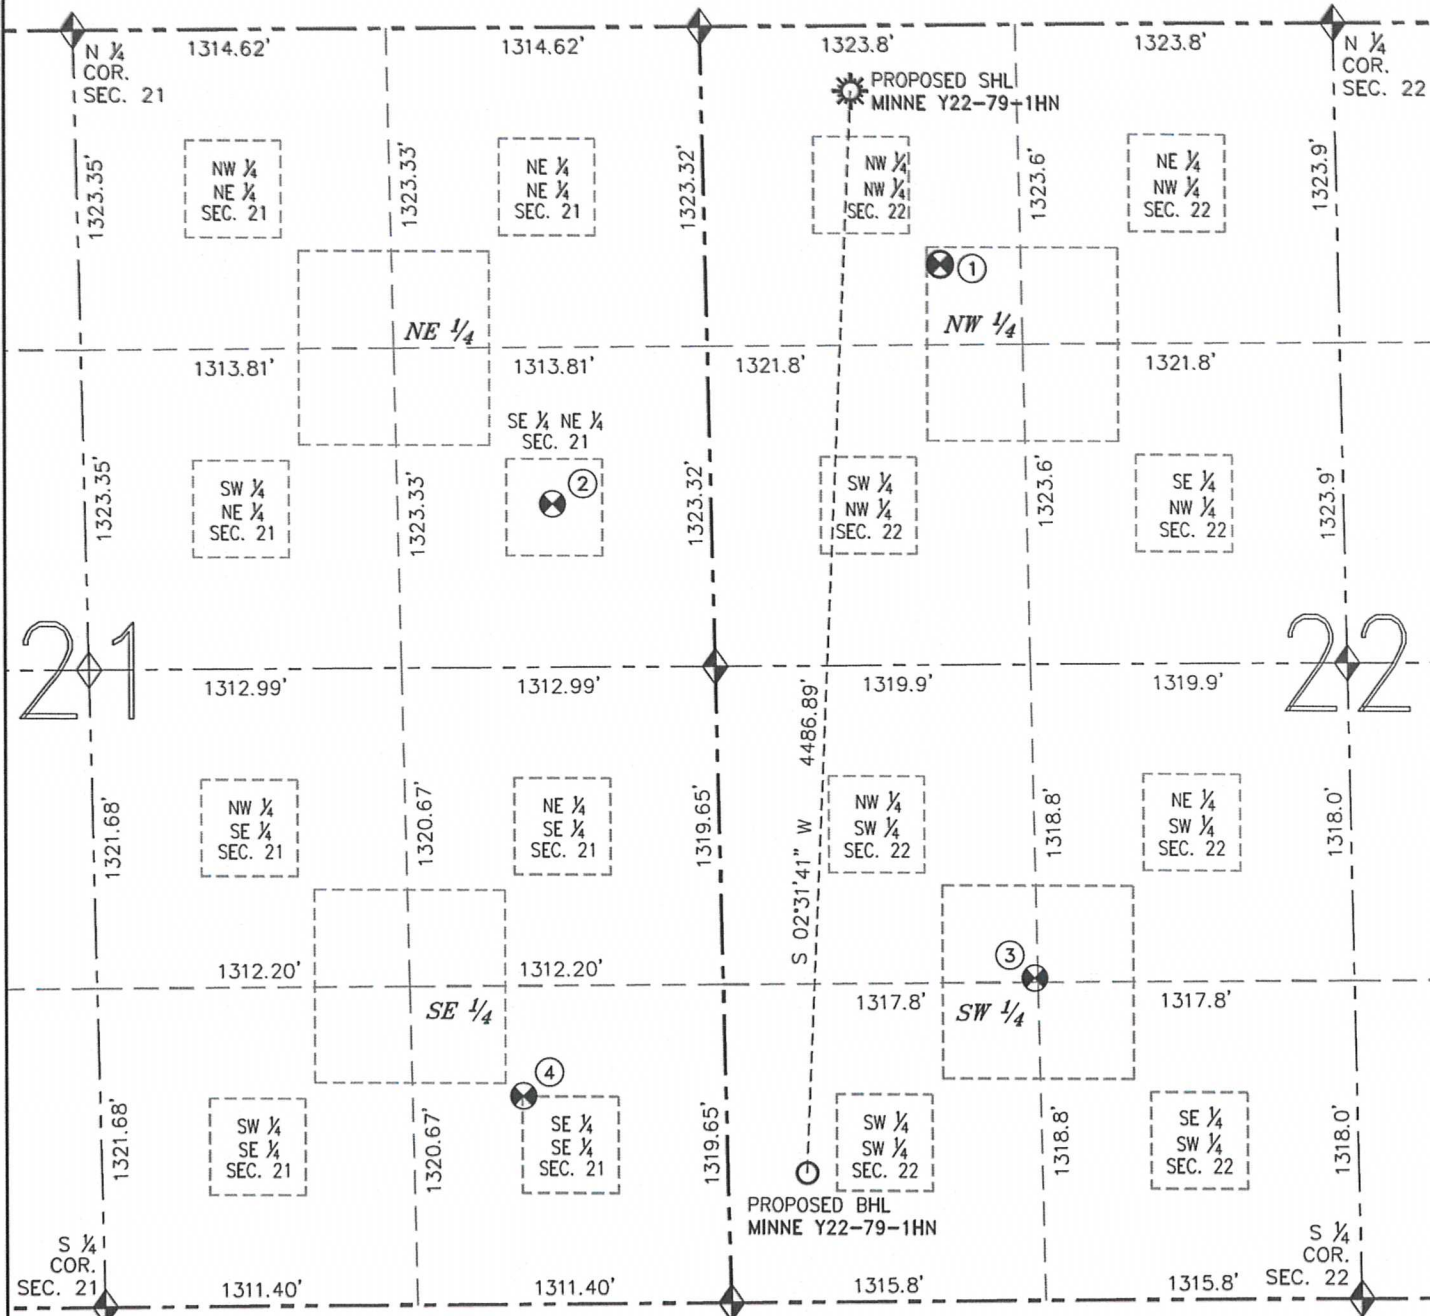 1314.62'
1314.62'
1323.8'
1323.8'
N ¼
COR.
SEC. 21
PROPOSED SHL
MINNE Y22-79-1HN
N ¼
COR.
SEC. 22
1323.35'
NW ¼
NE ¼
SEC. 21
1323.33'
NE ¼
NE ¼
SEC. 21
1323.32'
NW ¼
NW ¼
SEC. 22
1323.6'
NE ¼
NW ¼
SEC. 22
1323.9'
1
NE ¼
NW ¼
1313.81'
1313.81'
1321.8'
1321.8'
SE ¼ NE ¼
SEC. 21
2
1323.35'
SW ¼
NE ¼
SEC. 21
1323.33'
1323.32'
SW ¼
NW ¼
SEC. 22
1323.6'
SE ¼
NW ¼
SEC. 22
1323.9'
21
22
1312.99'
1312.99'
1319.9'
1319.9'
S 02°31'41" W 4486.89'
1321.68'
NW ¼
SE ¼
SEC. 21
1320.67'
NE ¼
SE ¼
SEC. 21
1319.65'
NW ¼
SW ¼
SEC. 22
1318.8'
NE ¼
SW ¼
SEC. 22
1318.0'
3
1312.20'
1312.20'
1317.8'
1317.8'
SE ¼
SW ¼
4
1321.68'
SW ¼
SE ¼
SEC. 21
1320.67'
SE ¼
SE ¼
SEC. 21
1319.65'
SW ¼
SW ¼
SEC. 22
1318.8'
SE ¼
SW ¼
SEC. 22
1318.0'
PROPOSED BHL
MINNE Y22-79-1HN
S ¼
COR.
SEC. 21
S ¼
COR.
SEC. 22
1311.40'
1311.40'
1315.8'
1315.8'